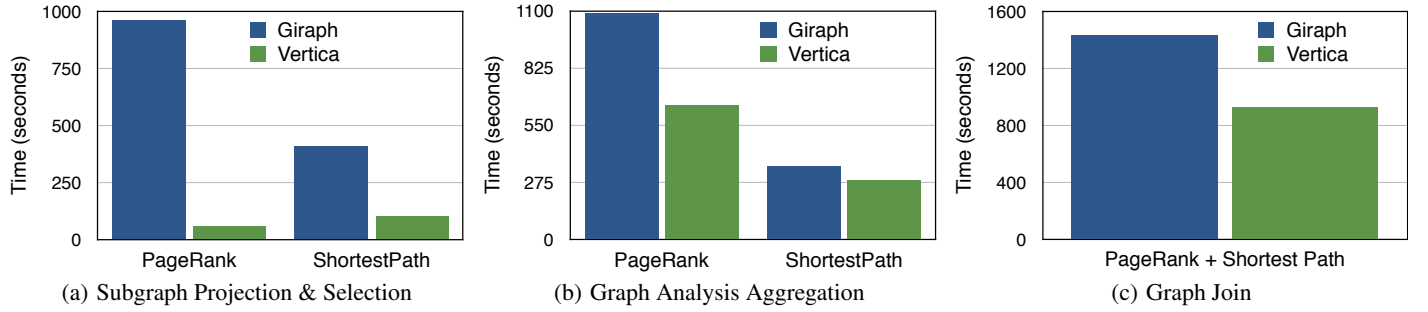 Time (seconds)
1000
750
500
250
0
Giraph
Vertica
PageRank
ShortestPath
(a) Subgraph Projection & Selection
Time (seconds)
1100
825
550
275
0
Giraph
Vertica
PageRank
ShortestPath
(b) Graph Analysis Aggregation
Time (seconds)
1600
1200
800
400
0
Giraph
Vertica
PageRank + Shortest Path
(c) Graph Join